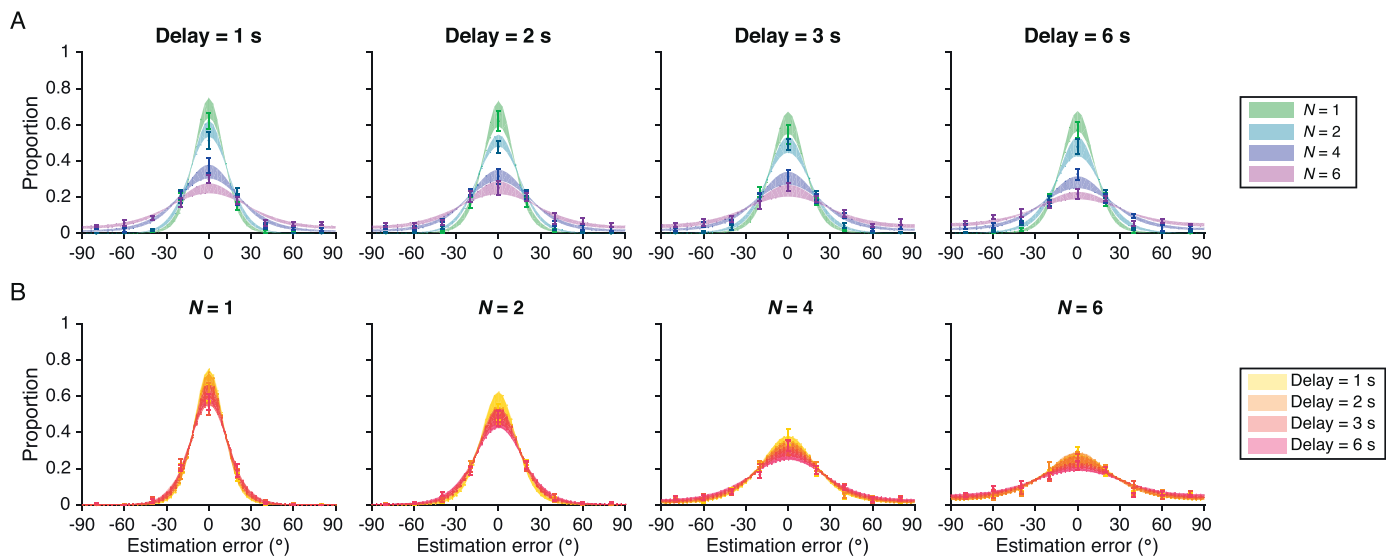 A
Delay = 1 s
Delay = 2 s
Delay = 3 s
Delay = 6 s
Proportion
1
0.8
0.6
0.4
0.2
0
-90 -60 -30 0 30 60 90
-90 -60 -30 0 30 60 90
-90 -60 -30 0 30 60 90
-90 -60 -30 0 30 60 90
N = 1
N = 2
N = 4
N = 6
B
N = 1
N = 2
N = 4
N = 6
Proportion
1
0.8
0.6
0.4
0.2
0
-90 -60 -30 0 30 60 90
-90 -60 -30 0 30 60 90
-90 -60 -30 0 30 60 90
-90 -60 -30 0 30 60 90
Estimation error (°)
Estimation error (°)
Estimation error (°)
Estimation error (°)
Delay = 1 s
Delay = 2 s
Delay = 3 s
Delay = 6 s